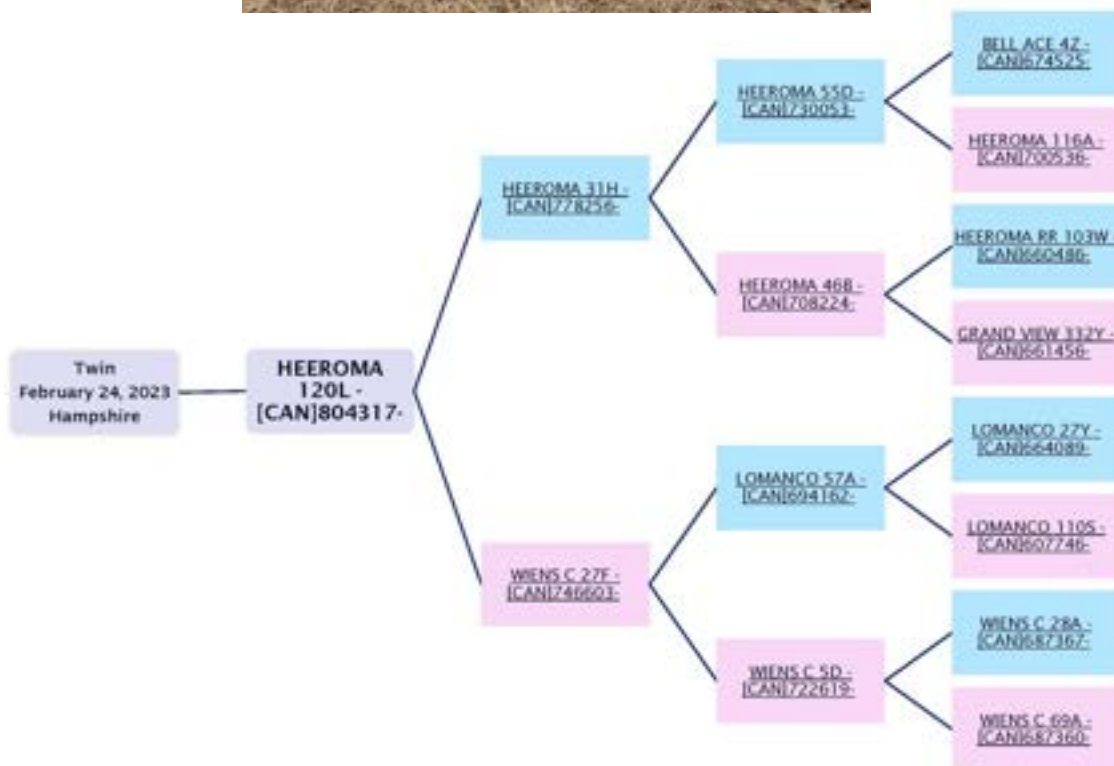 Twin
February 24, 2023
Hampshire
HEEROMA
120L -
[CAN]804317-
HEEROMA 31H -
[CAN]778256-
WIENS C 27F -
[CAN]746603-
HEEROMA 55D -
[CAN]730053-
HEEROMA 46B -
[CAN]708224-
LOMANCO 57A -
[CAN]694162-
WIENS C 5D -
[CAN]722619-
BELL ACE 4Z -
[CAN]674525-
HEEROMA 116A -
[CAN]700536-
HEEROMA RR 103W -
[CAN]660486-
GRAND VIEW 332Y -
[CAN]661456-
LOMANCO 27Y -
[CAN]664089-
LOMANCO 110S -
[CAN]607746-
WIENS C 28A -
[CAN]687367-
WIENS C 69A -
[CAN]687360-